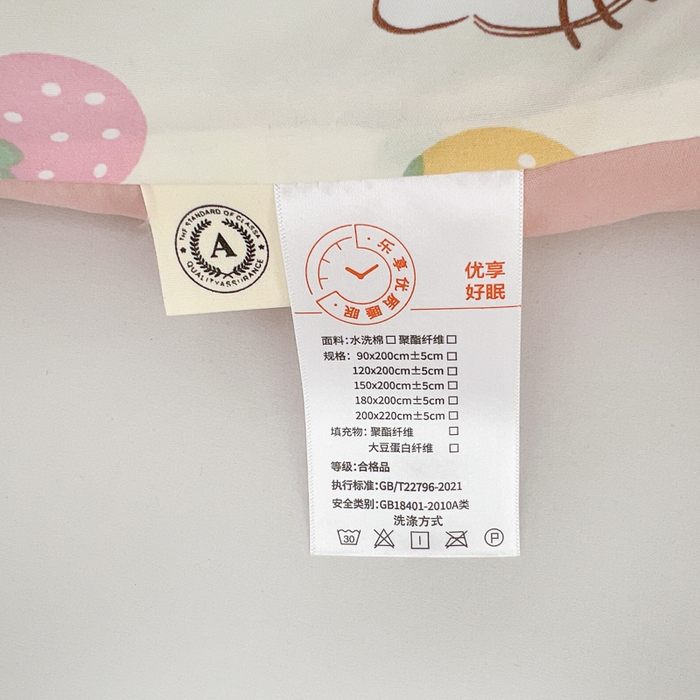 THE STANDARD OF CLASSA
A
QUALITYASSURANCE
·乐享优质睡眠·
优享
好眠
面料：水洗棉□ 聚酯纤维□
规格：90x200cm±5cm□
120x200cm±5cm□
150x200cm±5cm□
180x200cm±5cm□
200x220cm±5cm□
填充物：聚酯纤维 □
大豆蛋白纤维 □
等级：合格品
执行标准：GB/T22796-2021
安全类别：GB18401-2010A类
洗涤方式
30
P